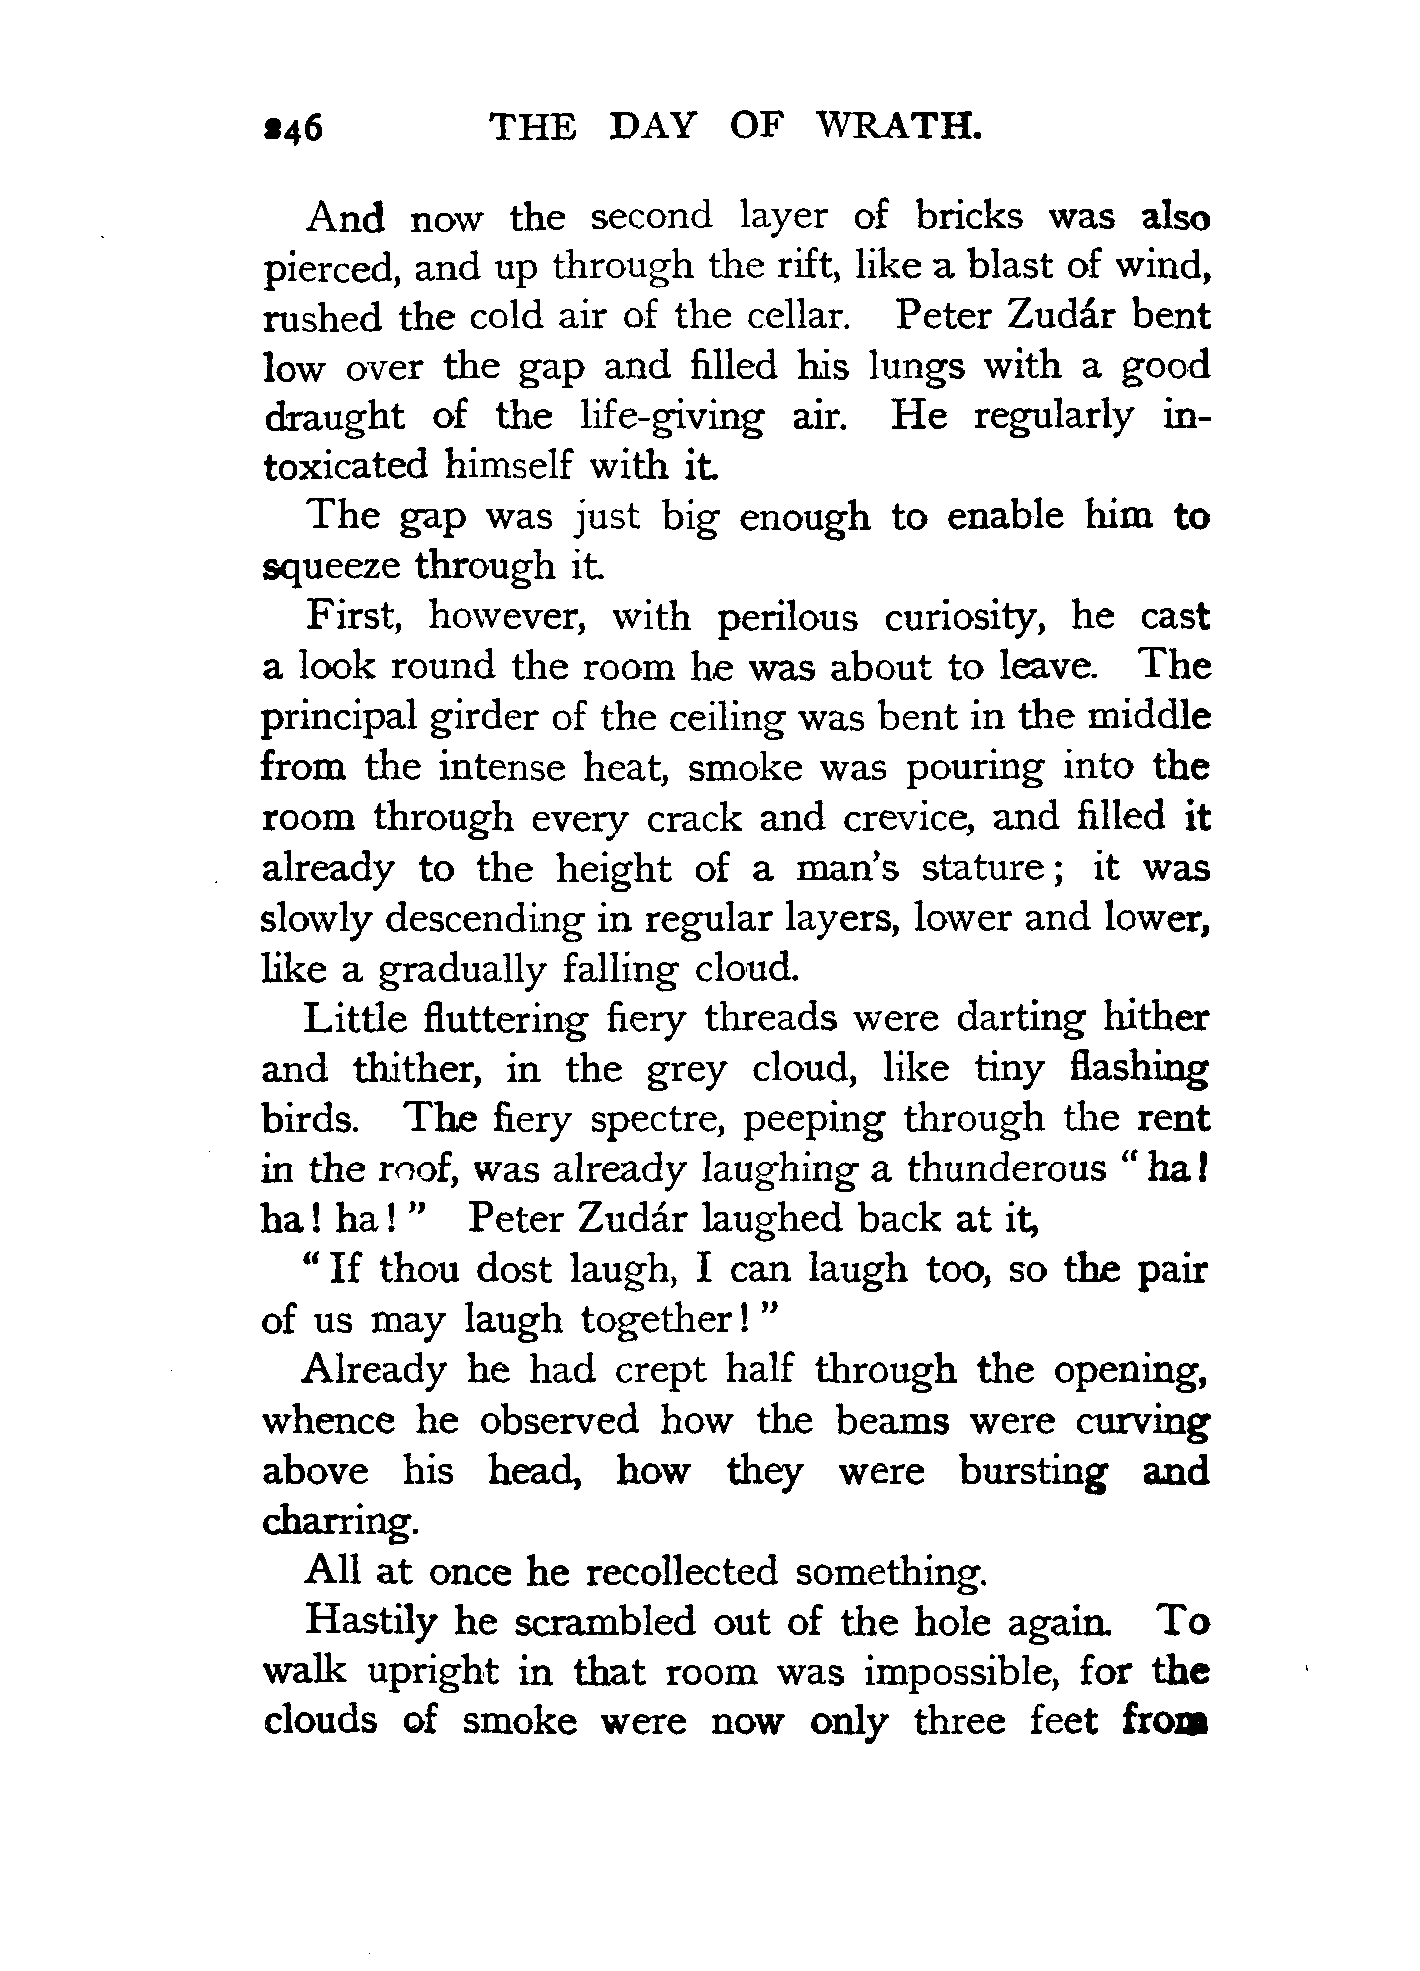 246 THE DAY OF WRATH.
And now the second layer of bricks was also
pierced, and up through the rift, like a blast of wind,
rushed the cold air of the cellar. Peter Zudár bent
low over the gap and filled his lungs with a good
draught of the life-giving air. He regularly in-
toxicated himself with it.
The gap was just big enough to enable him to
squeeze through it.
First, however, with perilous curiosity, he cast
a look round the room he was about to leave. The
principal girder of the ceiling was bent in the middle
from the intense heat, smoke was pouring into the
room through every crack and crevice, and filled it
already to the height of a man's stature; it was
slowly descending in regular layers, lower and lower,
like a gradually falling cloud.
Little fluttering fiery threads were darting hither
and thither, in the grey cloud, like tiny flashing
birds. The fiery spectre, peeping through the rent
in the roof, was already laughing a thunderous "ha!
ha! ha!" Peter Zudár laughed back at it,
"If thou dost laugh, I can laugh too, so the pair
of us may laugh together!"
Already he had crept half through the opening,
whence he observed how the beams were curving
above his head, how they were bursting and
charring.
All at once he recollected something.
Hastily he scrambled out of the hole again. To
walk upright in that room was impossible, for the
clouds of smoke were now only three feet from